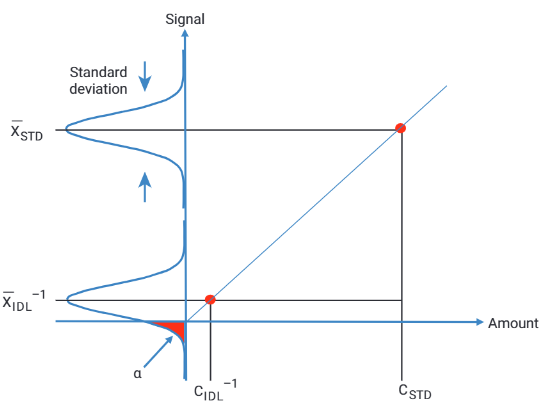 Signal
Standard
deviation
X̅STD
X̅IDL⁻¹
Amount
α
CIDL⁻¹
CSTD